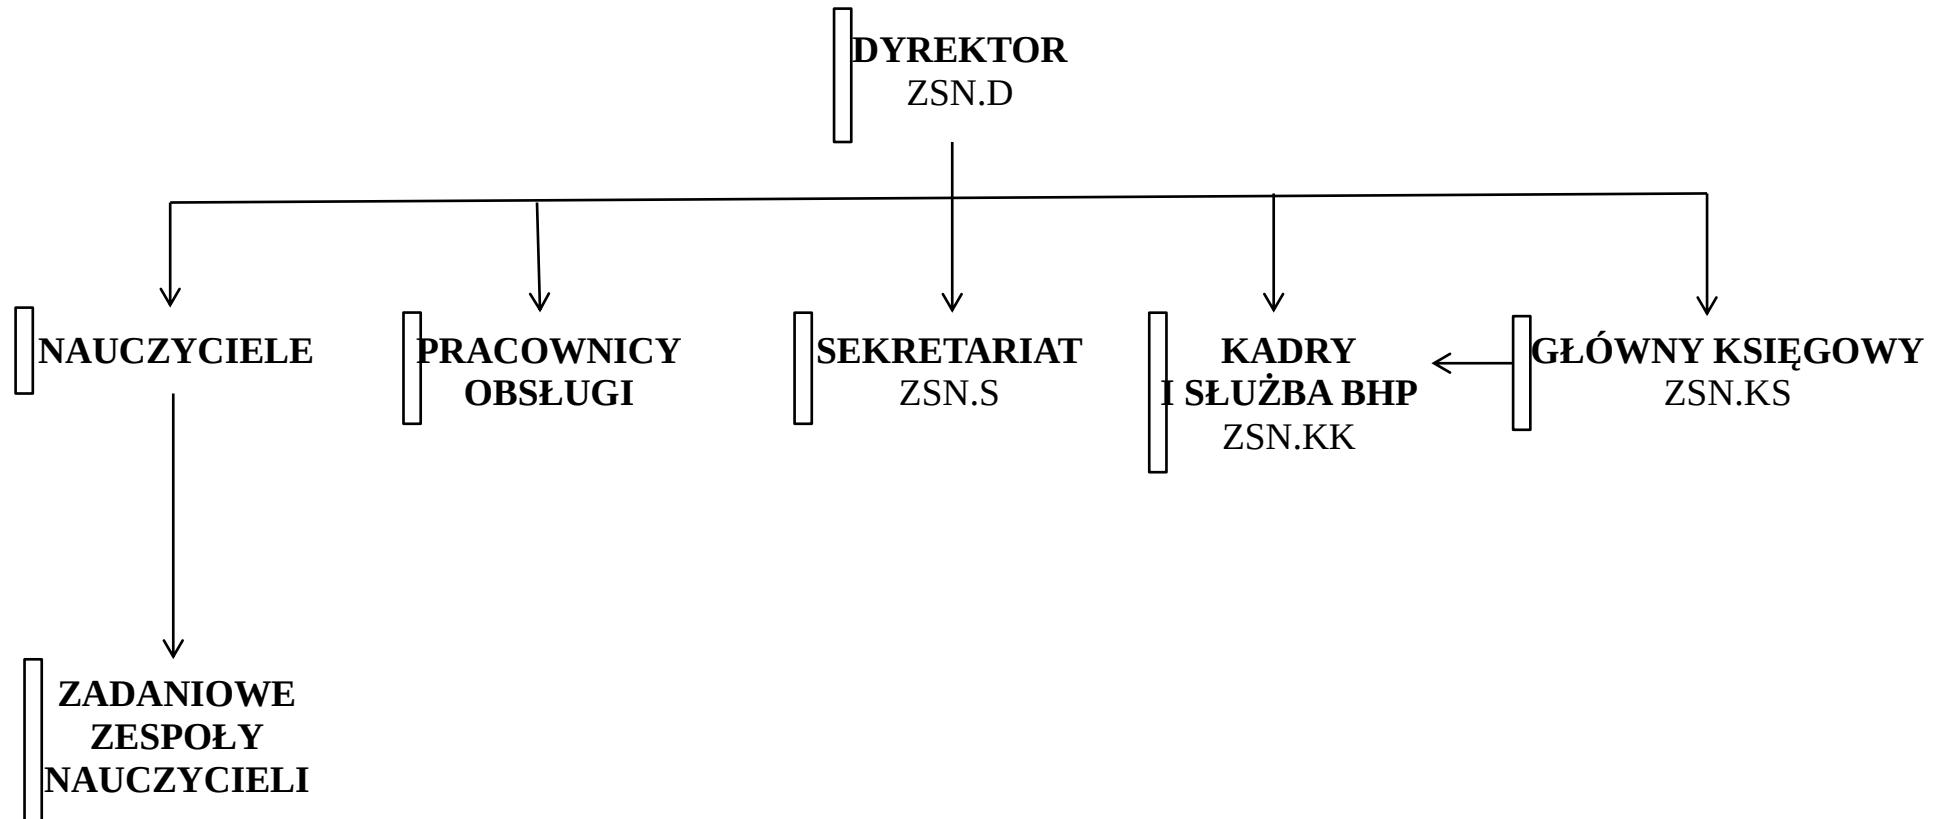 DYREKTOR
ZSN.D
NAUCZYCIELE
PRACOWNICY
OBSŁUGI
SEKRETARIAT
ZSN.S
KADRY
I SŁUŻBA BHP
ZSN.KK
GŁÓWNY KSIĘGOWY
ZSN.KS
ZADANIOWE
ZESPOŁY
NAUCZYCIELI